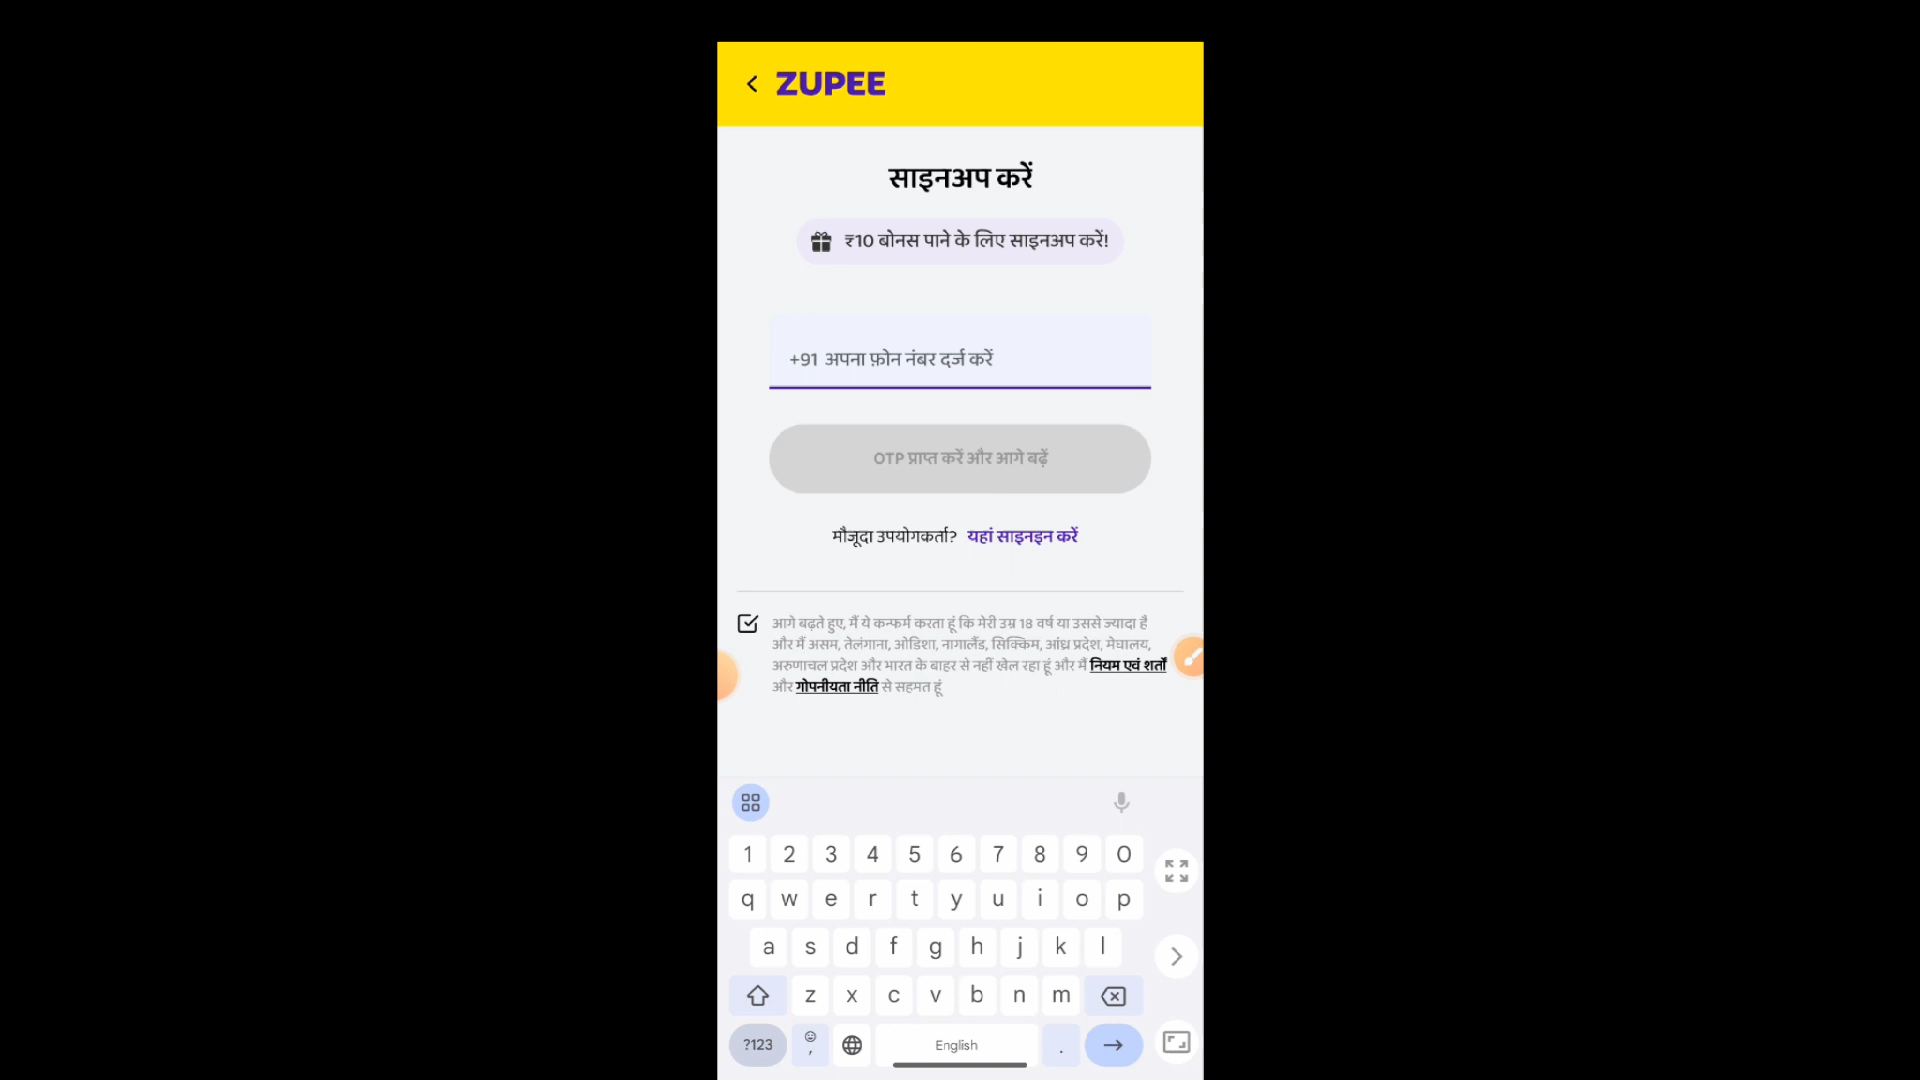 ZUPEE
साइनअप करें
₹10 बोनस पाने के लिए साइनअप करें!
+91 अपना फ़ोन नंबर दर्ज करें
OTP प्राप्त करें और आगे बढ़ें
मौजूदा उपयोगकर्ता? यहां साइनइन करें
आगे बढ़ते हुए, मैं ये कन्फर्म करता हूं कि मेरी उम्र 18 वर्ष या उससे ज्यादा है
और मैं असम, तेलंगाना, ओडिशा, नागालैंड, सिक्किम, आंध्र प्रदेश, मेघालय,
अरुणाचल प्रदेश और भारत के बाहर से नहीं खेल रहा हूं और मैं नियम एवं शर्तों
और गोपनीयता नीति से सहमत हूं
1 2 3 4 5 6 7 8 9 0
q w e r t y u i o p
a s d f g h j k l
z x c v b n m
?123 , English .